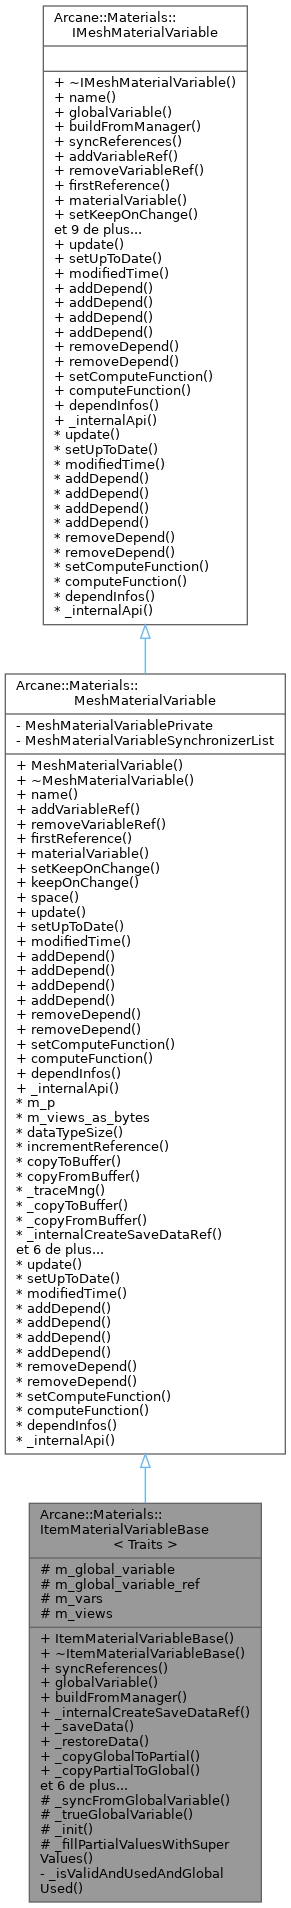 Arcane::Materials::
IMeshMaterialVariable
+ ~IMeshMaterialVariable()
+ name()
+ globalVariable()
+ buildFromManager()
+ syncReferences()
+ addVariableRef()
+ removeVariableRef()
+ firstReference()
+ materialVariable()
+ setKeepOnChange()
et 9 de plus...
+ update()
+ setUpToDate()
+ modifiedTime()
+ addDepend()
+ addDepend()
+ addDepend()
+ addDepend()
+ removeDepend()
+ removeDepend()
+ setComputeFunction()
+ computeFunction()
+ dependInfos()
+ _internalApi()
* update()
* setUpToDate()
* modifiedTime()
* addDepend()
* addDepend()
* addDepend()
* addDepend()
* removeDepend()
* removeDepend()
* setComputeFunction()
* computeFunction()
* dependInfos()
* _internalApi()
Arcane::Materials::
MeshMaterialVariable
- MeshMaterialVariablePrivate
- MeshMaterialVariableSynchronizerList
+ MeshMaterialVariable()
+ ~MeshMaterialVariable()
+ name()
+ addVariableRef()
+ removeVariableRef()
+ firstReference()
+ materialVariable()
+ setKeepOnChange()
+ keepOnChange()
+ space()
+ update()
+ setUpToDate()
+ modifiedTime()
+ addDepend()
+ addDepend()
+ addDepend()
+ addDepend()
+ removeDepend()
+ removeDepend()
+ setComputeFunction()
+ computeFunction()
+ dependInfos()
+ _internalApi()
* m_p
* m_views_as_bytes
* dataTypeSize()
* incrementReference()
* copyToBuffer()
* copyFromBuffer()
* _traceMng()
* _copyToBuffer()
* _copyFromBuffer()
* _internalCreateSaveDataRef()
et 6 de plus...
* update()
* setUpToDate()
* modifiedTime()
* addDepend()
* addDepend()
* addDepend()
* addDepend()
* removeDepend()
* removeDepend()
* setComputeFunction()
* computeFunction()
* dependInfos()
* _internalApi()
Arcane::Materials::
ItemMaterialVariableBase
< Traits >
# m_global_variable
# m_global_variable_ref
# m_vars
# m_views
+ ItemMaterialVariableBase()
+ ~ItemMaterialVariableBase()
+ syncReferences()
+ globalVariable()
+ buildFromManager()
+ _internalCreateSaveDataRef()
+ _saveData()
+ _restoreData()
+ _copyGlobalToPartial()
+ _copyPartialToGlobal()
et 6 de plus...
# _syncFromGlobalVariable()
# _trueGlobalVariable()
# _init()
# _fillPartialValuesWithSuper
Values()
- _isValidAndUsedAndGlobal
Used()